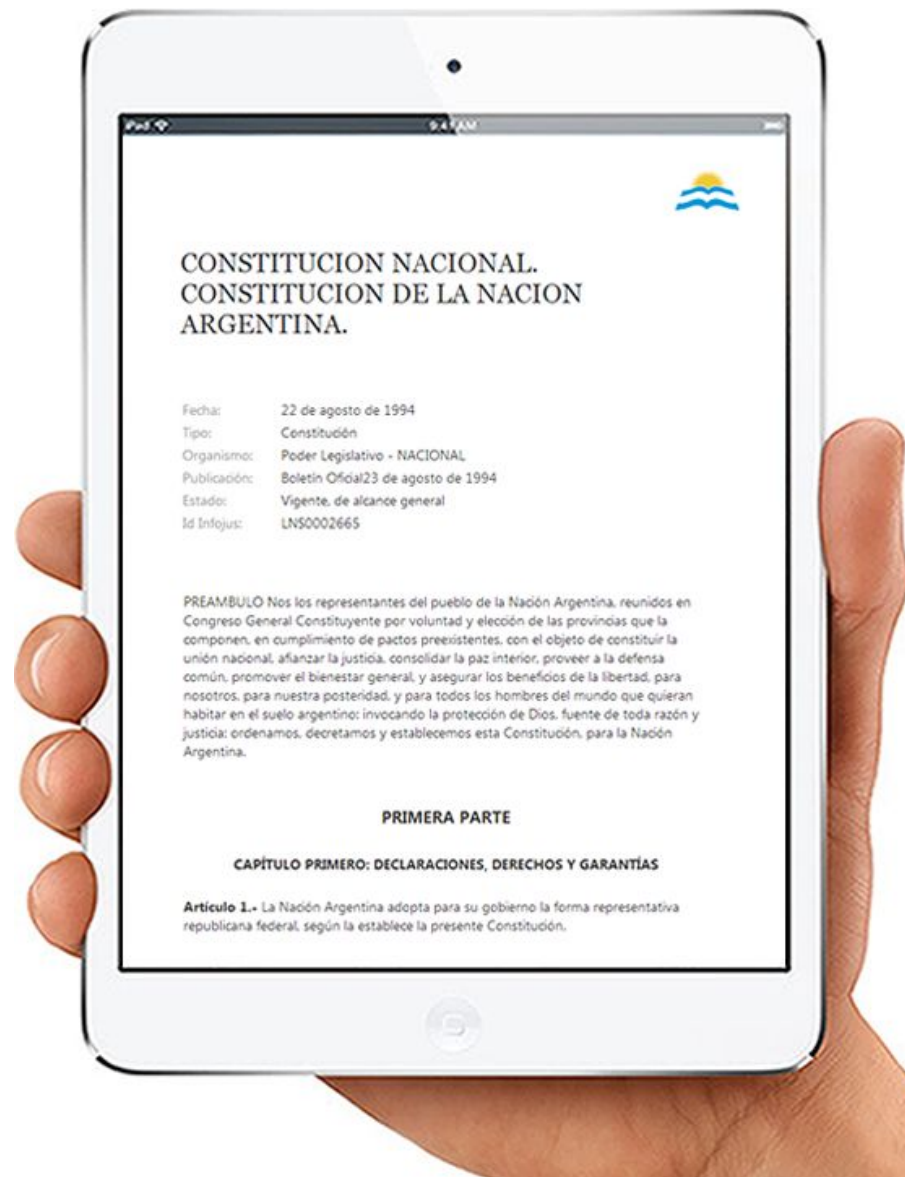 iPad
9:41 AM
CONSTITUCION NACIONAL.
CONSTITUCION DE LA NACION
ARGENTINA.
Fecha: 22 de agosto de 1994
Tipo: Constitución
Organismo: Poder Legislativo - NACIONAL
Publicación: Boletín Oficial23 de agosto de 1994
Estado: Vigente, de alcance general
Id Infojus: LNS0002665
PREAMBULO Nos los representantes del pueblo de la Nación Argentina, reunidos en
Congreso General Constituyente por voluntad y elección de las provincias que la
componen, en cumplimiento de pactos preexistentes, con el objeto de constituir la
unión nacional, afianzar la justicia, consolidar la paz interior, proveer a la defensa
común, promover el bienestar general, y asegurar los beneficios de la libertad, para
nosotros, para nuestra posteridad, y para todos los hombres del mundo que quieran
habitar en el suelo argentino: invocando la protección de Dios, fuente de toda razón y
justicia: ordenamos, decretamos y establecemos esta Constitución, para la Nación
Argentina.
PRIMERA PARTE
CAPÍTULO PRIMERO: DECLARACIONES, DERECHOS Y GARANTÍAS
Artículo 1.- La Nación Argentina adopta para su gobierno la forma representativa
republicana federal, según la establece la presente Constitución.